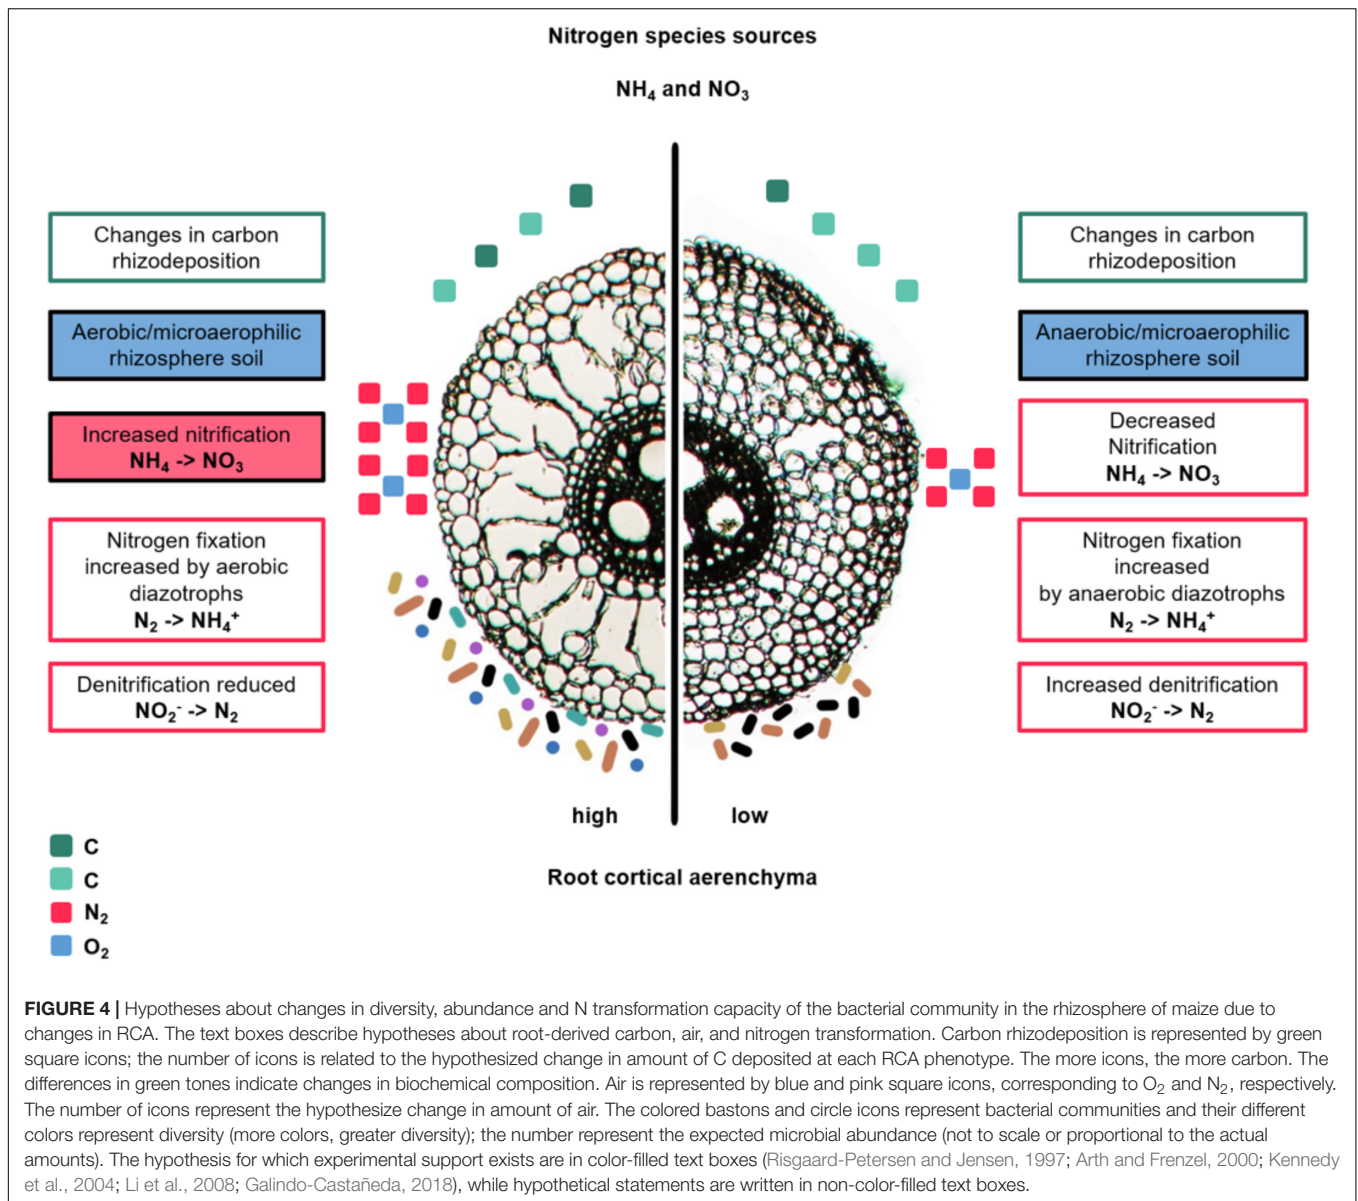 Nitrogen species sources
NH₄ and NO₃
Changes in carbon
rhizodeposition
Aerobic/microaerophilic
rhizosphere soil
Increased nitrification
NH₄ -> NO₃
Nitrogen fixation
increased by aerobic
diazotrophs
N₂ -> NH₄⁺
Denitrification reduced
NO₂⁻ -> N₂
Changes in carbon
rhizodeposition
Anaerobic/microaerophilic
rhizosphere soil
Decreased
Nitrification
NH₄ -> NO₃
Nitrogen fixation
increased
by anaerobic diazotrophs
N₂ -> NH₄⁺
Increased denitrification
NO₂⁻ -> N₂
high low
Root cortical aerenchyma
C
C
N₂
O₂
FIGURE 4 | Hypotheses about changes in diversity, abundance and N transformation capacity of the bacterial community in the rhizosphere of maize due to
changes in RCA. The text boxes describe hypotheses about root-derived carbon, air, and nitrogen transformation. Carbon rhizodeposition is represented by green
square icons; the number of icons is related to the hypothesized change in amount of C deposited at each RCA phenotype. The more icons, the more carbon. The
differences in green tones indicate changes in biochemical composition. Air is represented by blue and pink square icons, corresponding to O₂ and N₂, respectively.
The number of icons represent the hypothesize change in amount of air. The colored bastons and circle icons represent bacterial communities and their different
colors represent diversity (more colors, greater diversity); the number represent the expected microbial abundance (not to scale or proportional to the actual
amounts). The hypothesis for which experimental support exists are in color-filled text boxes (Risgaard-Petersen and Jensen, 1997; Arth and Frenzel, 2000; Kennedy
et al., 2004; Li et al., 2008; Galindo-Castañeda, 2018), while hypothetical statements are written in non-color-filled text boxes.